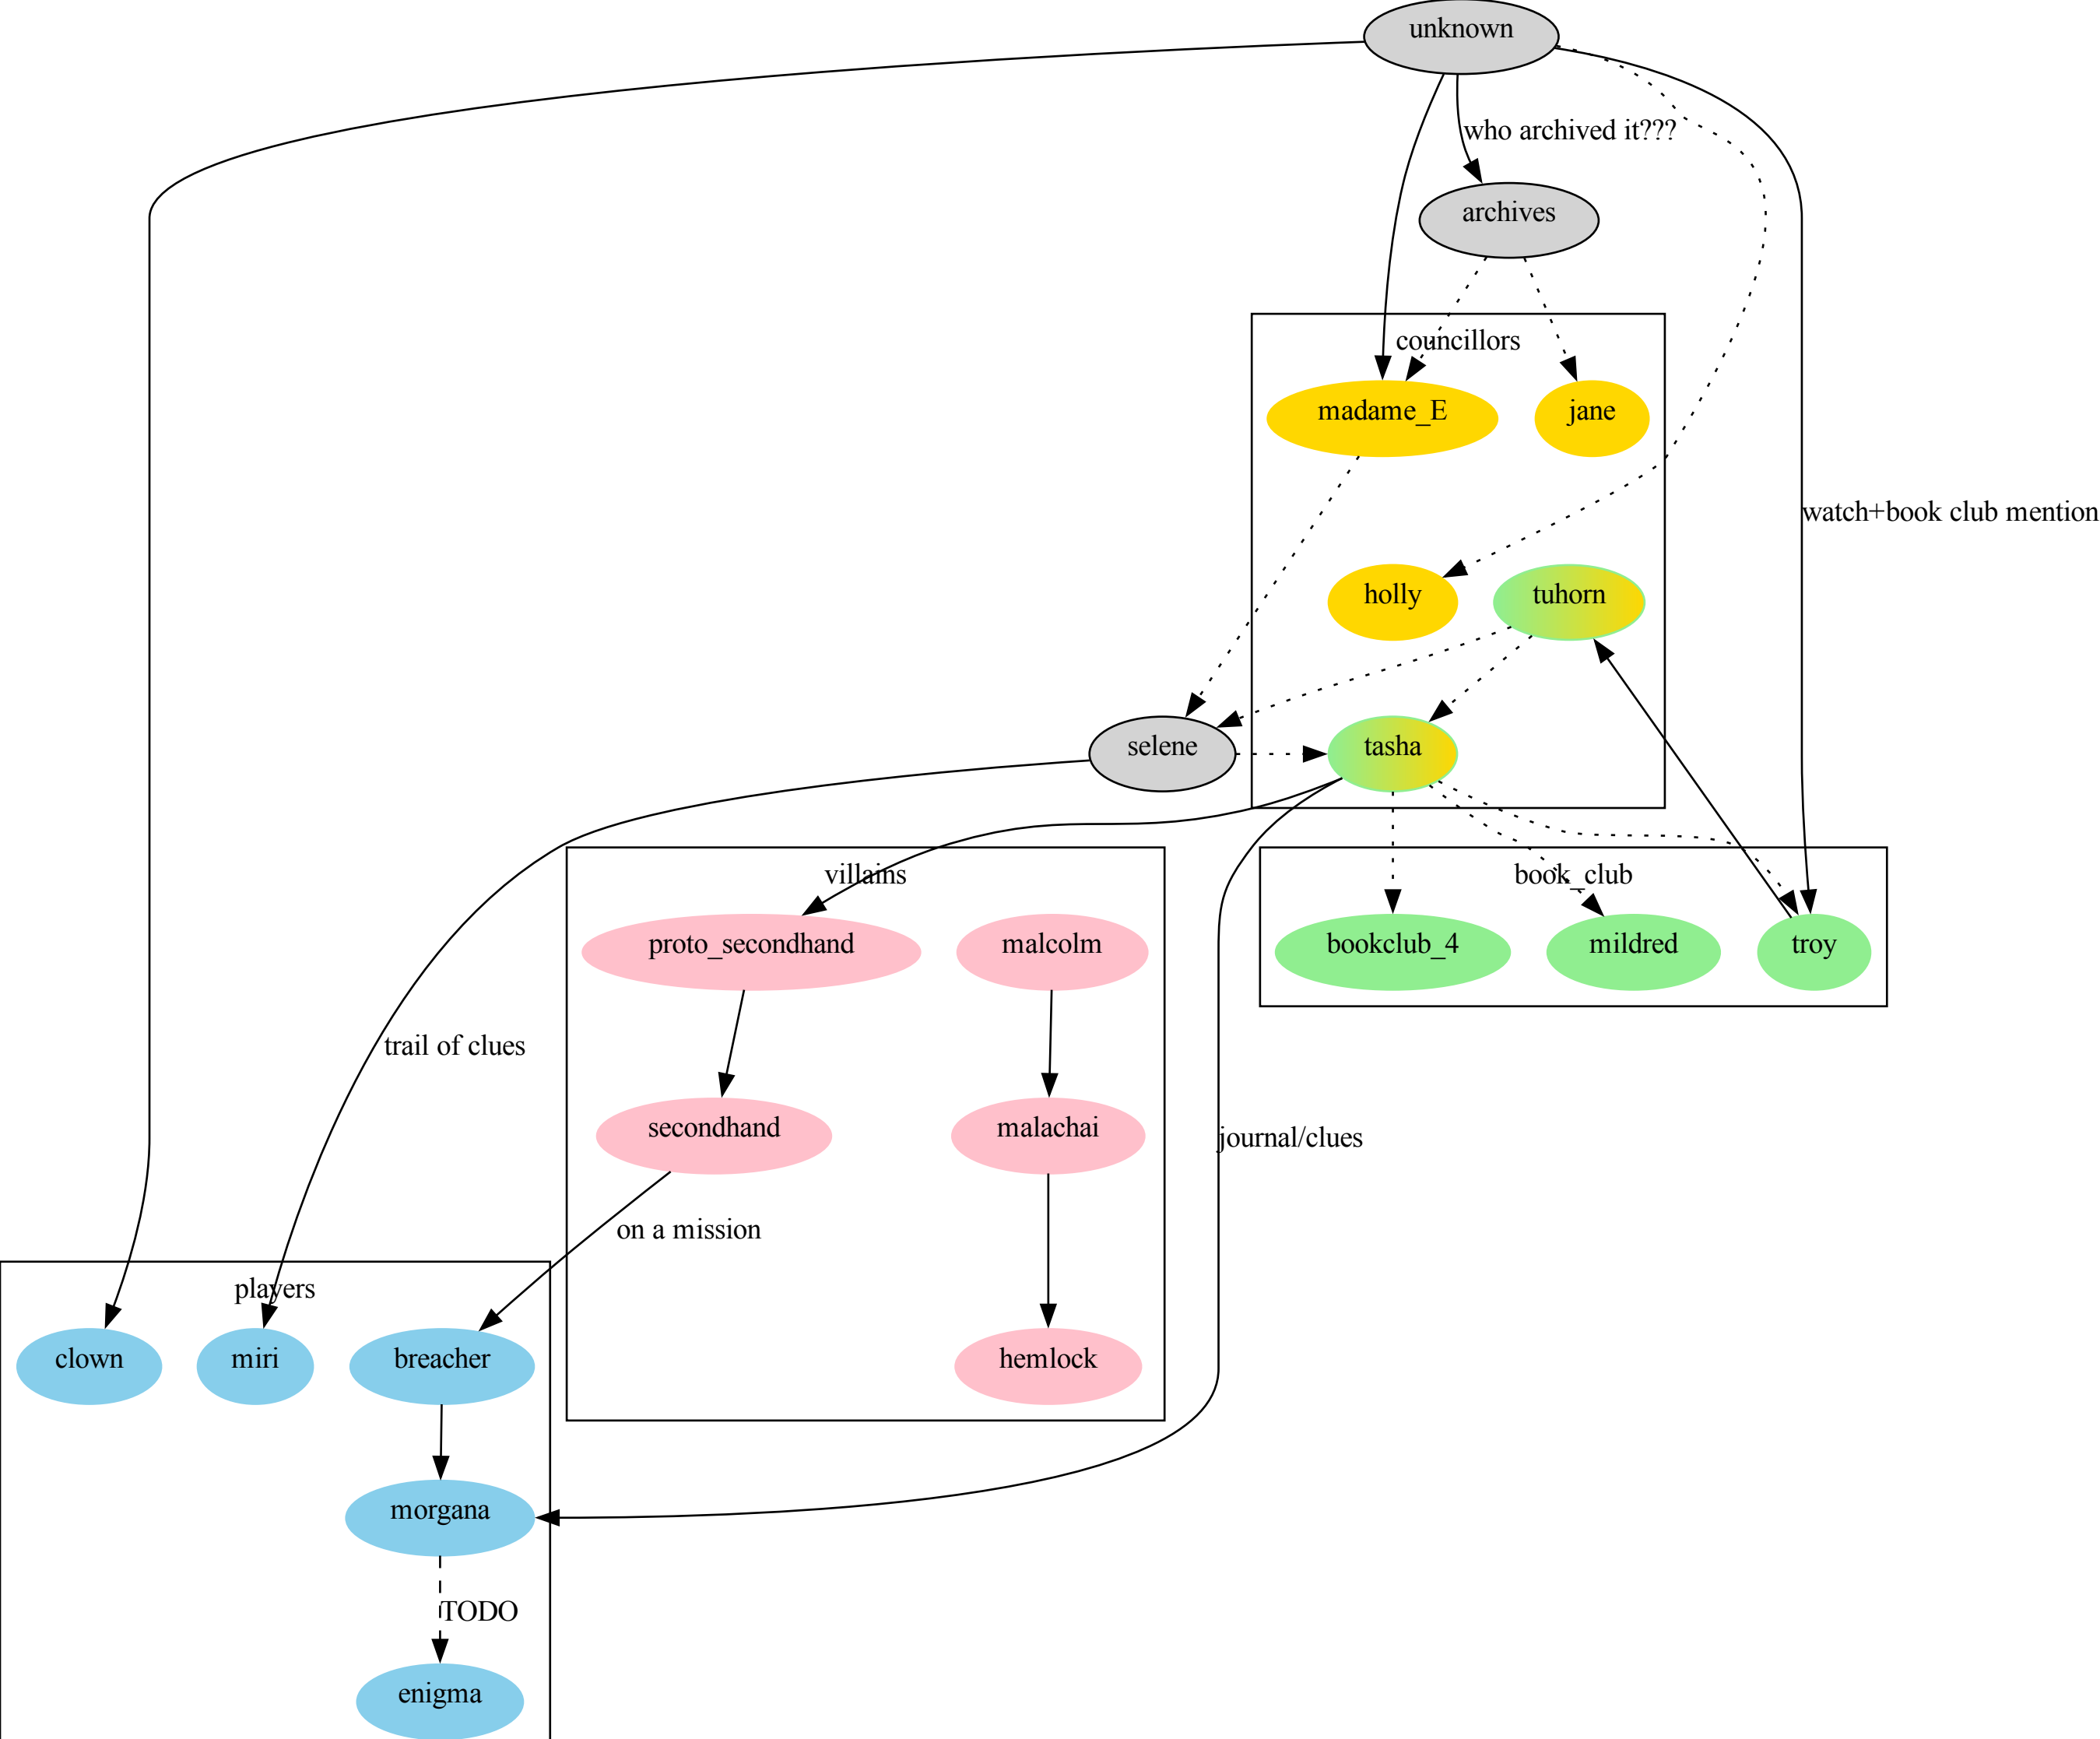 unknown
who archived it???
archives
councillors
madame_E
jane
watch+book club mention
holly
tuhorn
selene
tasha
villains
book_club
proto_secondhand
malcolm
bookclub_4
mildred
troy
trail of clues
secondhand
malachai
journal/clues
on a mission
players
clown
miri
breacher
hemlock
morgana
TODO
enigma